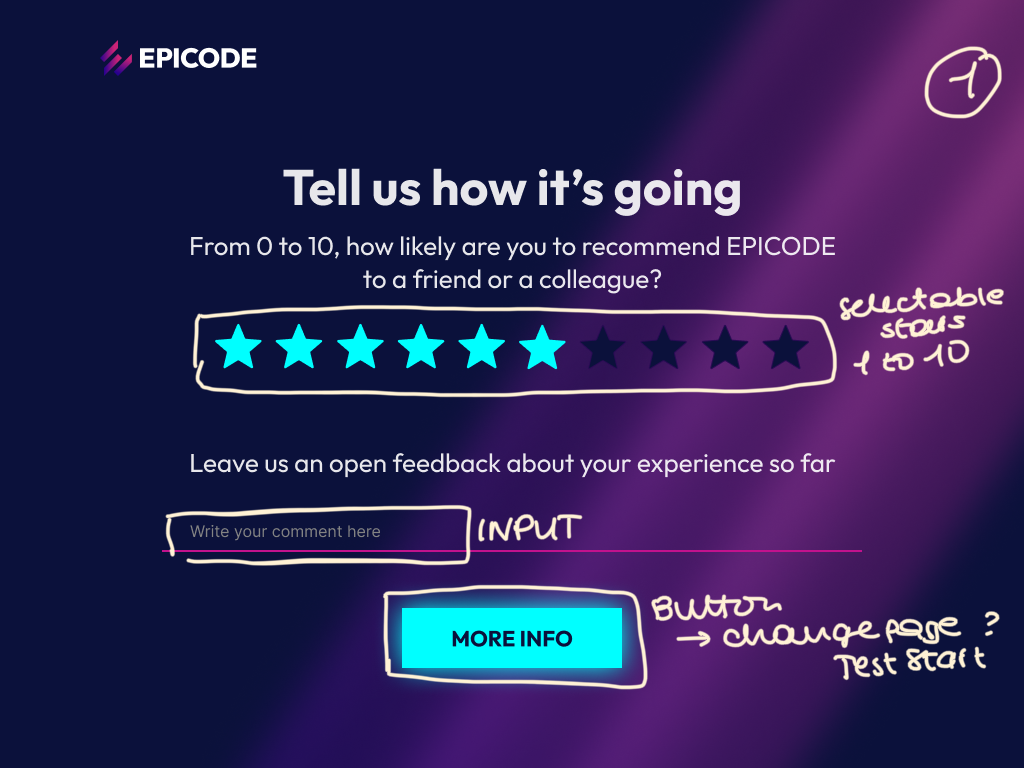 EPICODE
1
Tell us how it’s going
From 0 to 10, how likely are you to recommend EPICODE
to a friend or a colleague?
selectable
stars
1 to 10
Leave us an open feedback about your experience so far
Write your comment here
INPUT
MORE INFO
Button
→ change page ?
Test Start